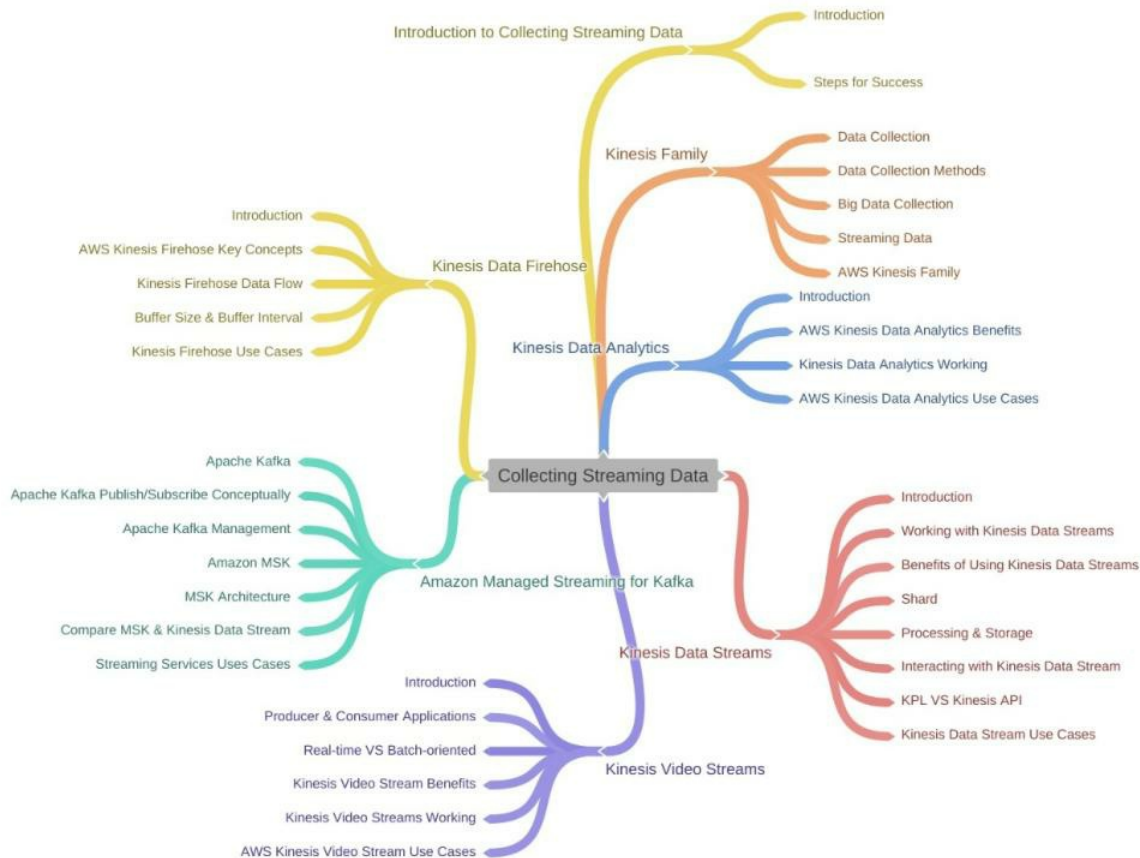 Introduction to Collecting Streaming Data
Introduction
Steps for Success
Kinesis Family
Data Collection
Data Collection Methods
Big Data Collection
Streaming Data
AWS Kinesis Family
Kinesis Data Firehose
Introduction
AWS Kinesis Firehose Key Concepts
Kinesis Firehose Data Flow
Buffer Size & Buffer Interval
Kinesis Firehose Use Cases
Kinesis Data Analytics
Introduction
AWS Kinesis Data Analytics Benefits
Kinesis Data Analytics Working
AWS Kinesis Data Analytics Use Cases
Collecting Streaming Data
Amazon Managed Streaming for Kafka
Apache Kafka
Apache Kafka Publish/Subscribe Conceptually
Apache Kafka Management
Amazon MSK
MSK Architecture
Compare MSK & Kinesis Data Stream
Streaming Services Uses Cases
Kinesis Data Streams
Introduction
Working with Kinesis Data Streams
Benefits of Using Kinesis Data Streams
Shard
Processing & Storage
Interacting with Kinesis Data Stream
KPL VS Kinesis API
Kinesis Data Stream Use Cases
Kinesis Video Streams
Introduction
Producer & Consumer Applications
Real-time VS Batch-oriented
Kinesis Video Stream Benefits
Kinesis Video Streams Working
AWS Kinesis Video Stream Use Cases